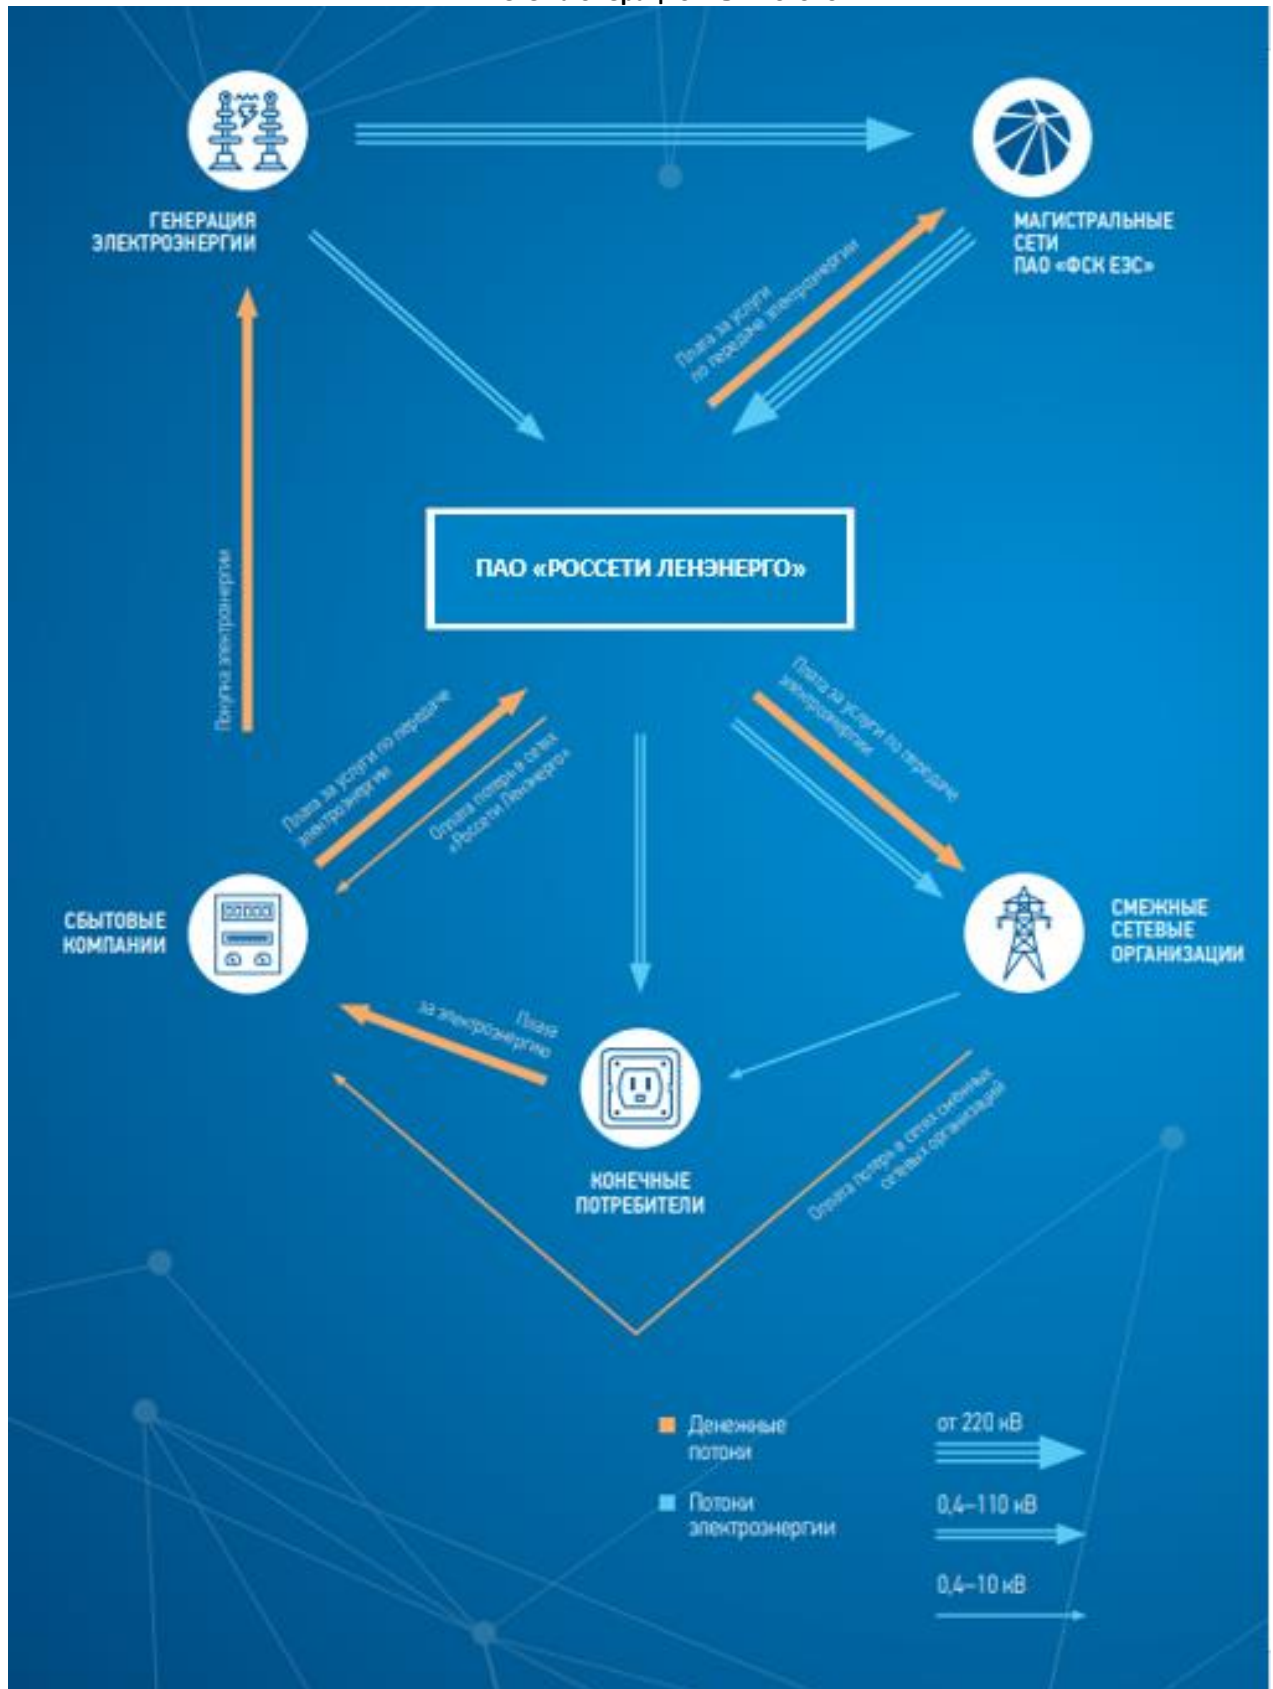 ГЕНЕРАЦИЯ
ЭЛЕКТРОЭНЕРГИИ
МАГИСТРАЛЬНЫЕ
СЕТИ
ПАО «ФСК ЕЭС»
Плата за услуги
по передаче электроэнергии
ПАО «РОССЕТИ ЛЕНЭНЕРГО»
Покупка электроэнергии
Плата за услуги по передаче
электроэнергии
Оплата потерь в сетях
«Россети Ленэнерго»
Плата за услуги по передаче
электроэнергии
СБЫТОВЫЕ
КОМПАНИИ
СМЕЖНЫЕ
СЕТЕВЫЕ
ОРГАНИЗАЦИИ
Плата
за электроэнергию
Оплата потерь в сетях смежных
сетевых организаций
КОНЕЧНЫЕ
ПОТРЕБИТЕЛИ
Денежные
потоки
Потоки
электроэнергии
от 220 кВ
0,4–110 кВ
0,4–10 кВ